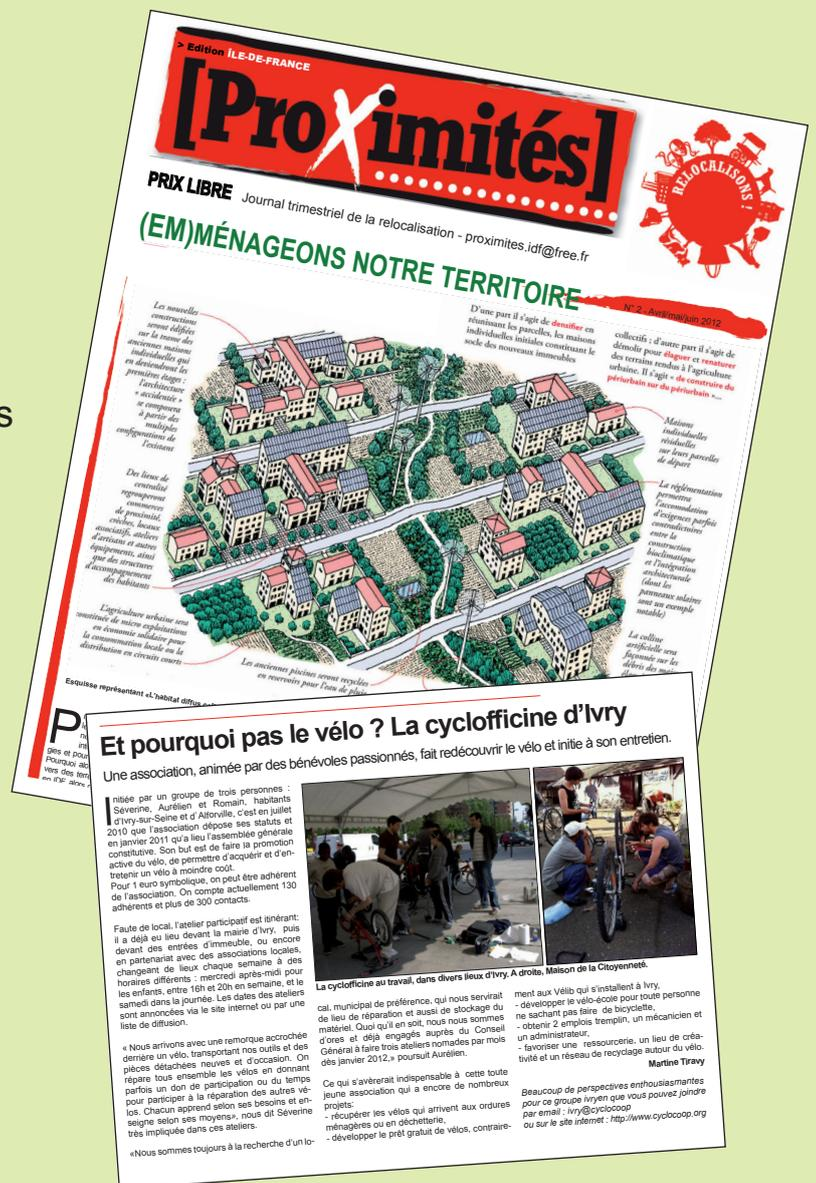 > Edition ÎLE-DE-FRANCE
[ProXimités]
RELOCALISONS !
PRIX LIBRE
Journal trimestriel de la relocalisation - proximites.idf@free.fr
(EM)MÉNAGEONS NOTRE TERRITOIRE
N° 2 - Avril/mai/juin 2012
Les nouvelles
constructions
seront édifiées
sur la trame des
anciennes maisons
individuelles qui
en deviendront les
premières étages :
l'architecture
« accidentée »
se composera
à partir des
multiples
configurations de
l'existant
D'une part il s'agit de densifier en
réunissant les parcelles, les maisons
individuelles initiales constituant le
socle des nouveaux immeubles
collectifs ; d'autre part il s'agit de
démolir pour élaguer et renaturer
des terrains rendus à l'agriculture
urbaine. Il s'agit « de construire du
périurbain sur du périurbain »...
Maisons
individuelles
résiduelles
sur leurs parcelles
de départ
La réglémentation
permettra
l'accomodation
d'exigences parfois
contradictoires
entre la
construction
bioclimatique
et l'intégration
architecturale
(dont les
panneaux solaires
sont un exemple
notable)
La colline
artificielle sera
façonnée sur les
débris des
Des lieux de
centralité
regrouperont
commerces
de proximité,
crèches, locaux
associatifs, ateliers
d'artisans et autres
équipements, ainsi
que des structures
d'accompagnement
des habitants
L'agriculture urbaine sera
constituée de micro exploitations
en économie solidaire pour
la consommation locale ou la
distribution en circuits courts
Les anciennes piscines seront recyclées
en reservoirs pour l'eau de pluie
Esquisse représentant «L'habitat diffus
P
gies et pour
Pourquoi
vers des
en IDF alors
s
Et pourquoi pas le vélo ? La cyclofficine d'Ivry
Une association, animée par des bénévoles passionnés, fait redécouvrir le vélo et initie à son entretien.
Initiée par un groupe de trois personnes :
Séverine, Aurélien et Romain, habitants
d'Ivry-sur-Seine et d'Alforville, c'est en juillet
2010 que l'association dépose ses statuts et
en janvier 2011 qu'a lieu l'assemblée générale
constitutive. Son but est de faire la promotion
active du vélo, de permettre d'acquérir et d'en-
tretenir un vélo à moindre coût.
Pour 1 euro symbolique, on peut être adhérent
de l'association. On compte actuellement 130
adhérents et plus de 300 contacts.
Faute de local, l'atelier participatif est itinérant:
il a déjà eu lieu devant la mairie d'Ivry, puis
devant des entrées d'immeuble, ou encore
en partenariat avec des associations locales,
changeant de lieux chaque semaine à des
horaires différents : mercredi après-midi pour
les enfants, entre 16h et 20h en semaine, et le
samedi dans la journée. Les dates des ateliers
sont annoncées via le site internet ou par une
liste de diffusion.
« Nous arrivons avec une remorque accrochée
derrière un vélo, transportant nos outils et des
pièces détachées neuves et d'occasion. On
répare tous ensemble les vélos en donnant
parfois un don de participation ou du temps
pour participer à la réparation des autres vé-
los. Chacun apprend selon ses besoins et en-
seigne selon ses moyens», nous dit Séverine
très impliquée dans ces ateliers.
«Nous sommes toujours à la recherche d'un lo-
La cyclofficine au travail, dans divers lieux d'Ivry. A droite, Maison de la Citoyenneté.
cal, municipal de préférence, qui nous servirait
de lieu de réparation et aussi de stockage du
matériel. Quoi qu'il en soit, nous nous sommes
d'ores et déjà engagés auprès du Conseil
Général à faire trois ateliers nomades par mois
dès janvier 2012,» poursuit Aurélien.
Ce qui s'avèrerait indispensable à cette toute
jeune association qui a encore de nombreux
projets:
- récupérer les vélos qui arrivent aux ordures
ménagères ou en déchetterie,
- développer le prêt gratuit de vélos, contraire-
ment aux Vélib qui s'installent à Ivry,
- développer le vélo-école pour toute personne
ne sachant pas faire de bicyclette,
- obtenir 2 emplois tremplin, un mécanicien et
un administrateur,
- favoriser une ressourcerie, un lieu de créa-
tivité et un réseau de recyclage autour du vélo.
Martine Tiravy
Beaucoup de perspectives enthousiasmantes
pour ce groupe ivryen que vous pouvez joindre
par email : ivry@cyclocoop
ou sur le site internet : http://www.cyclocoop.org